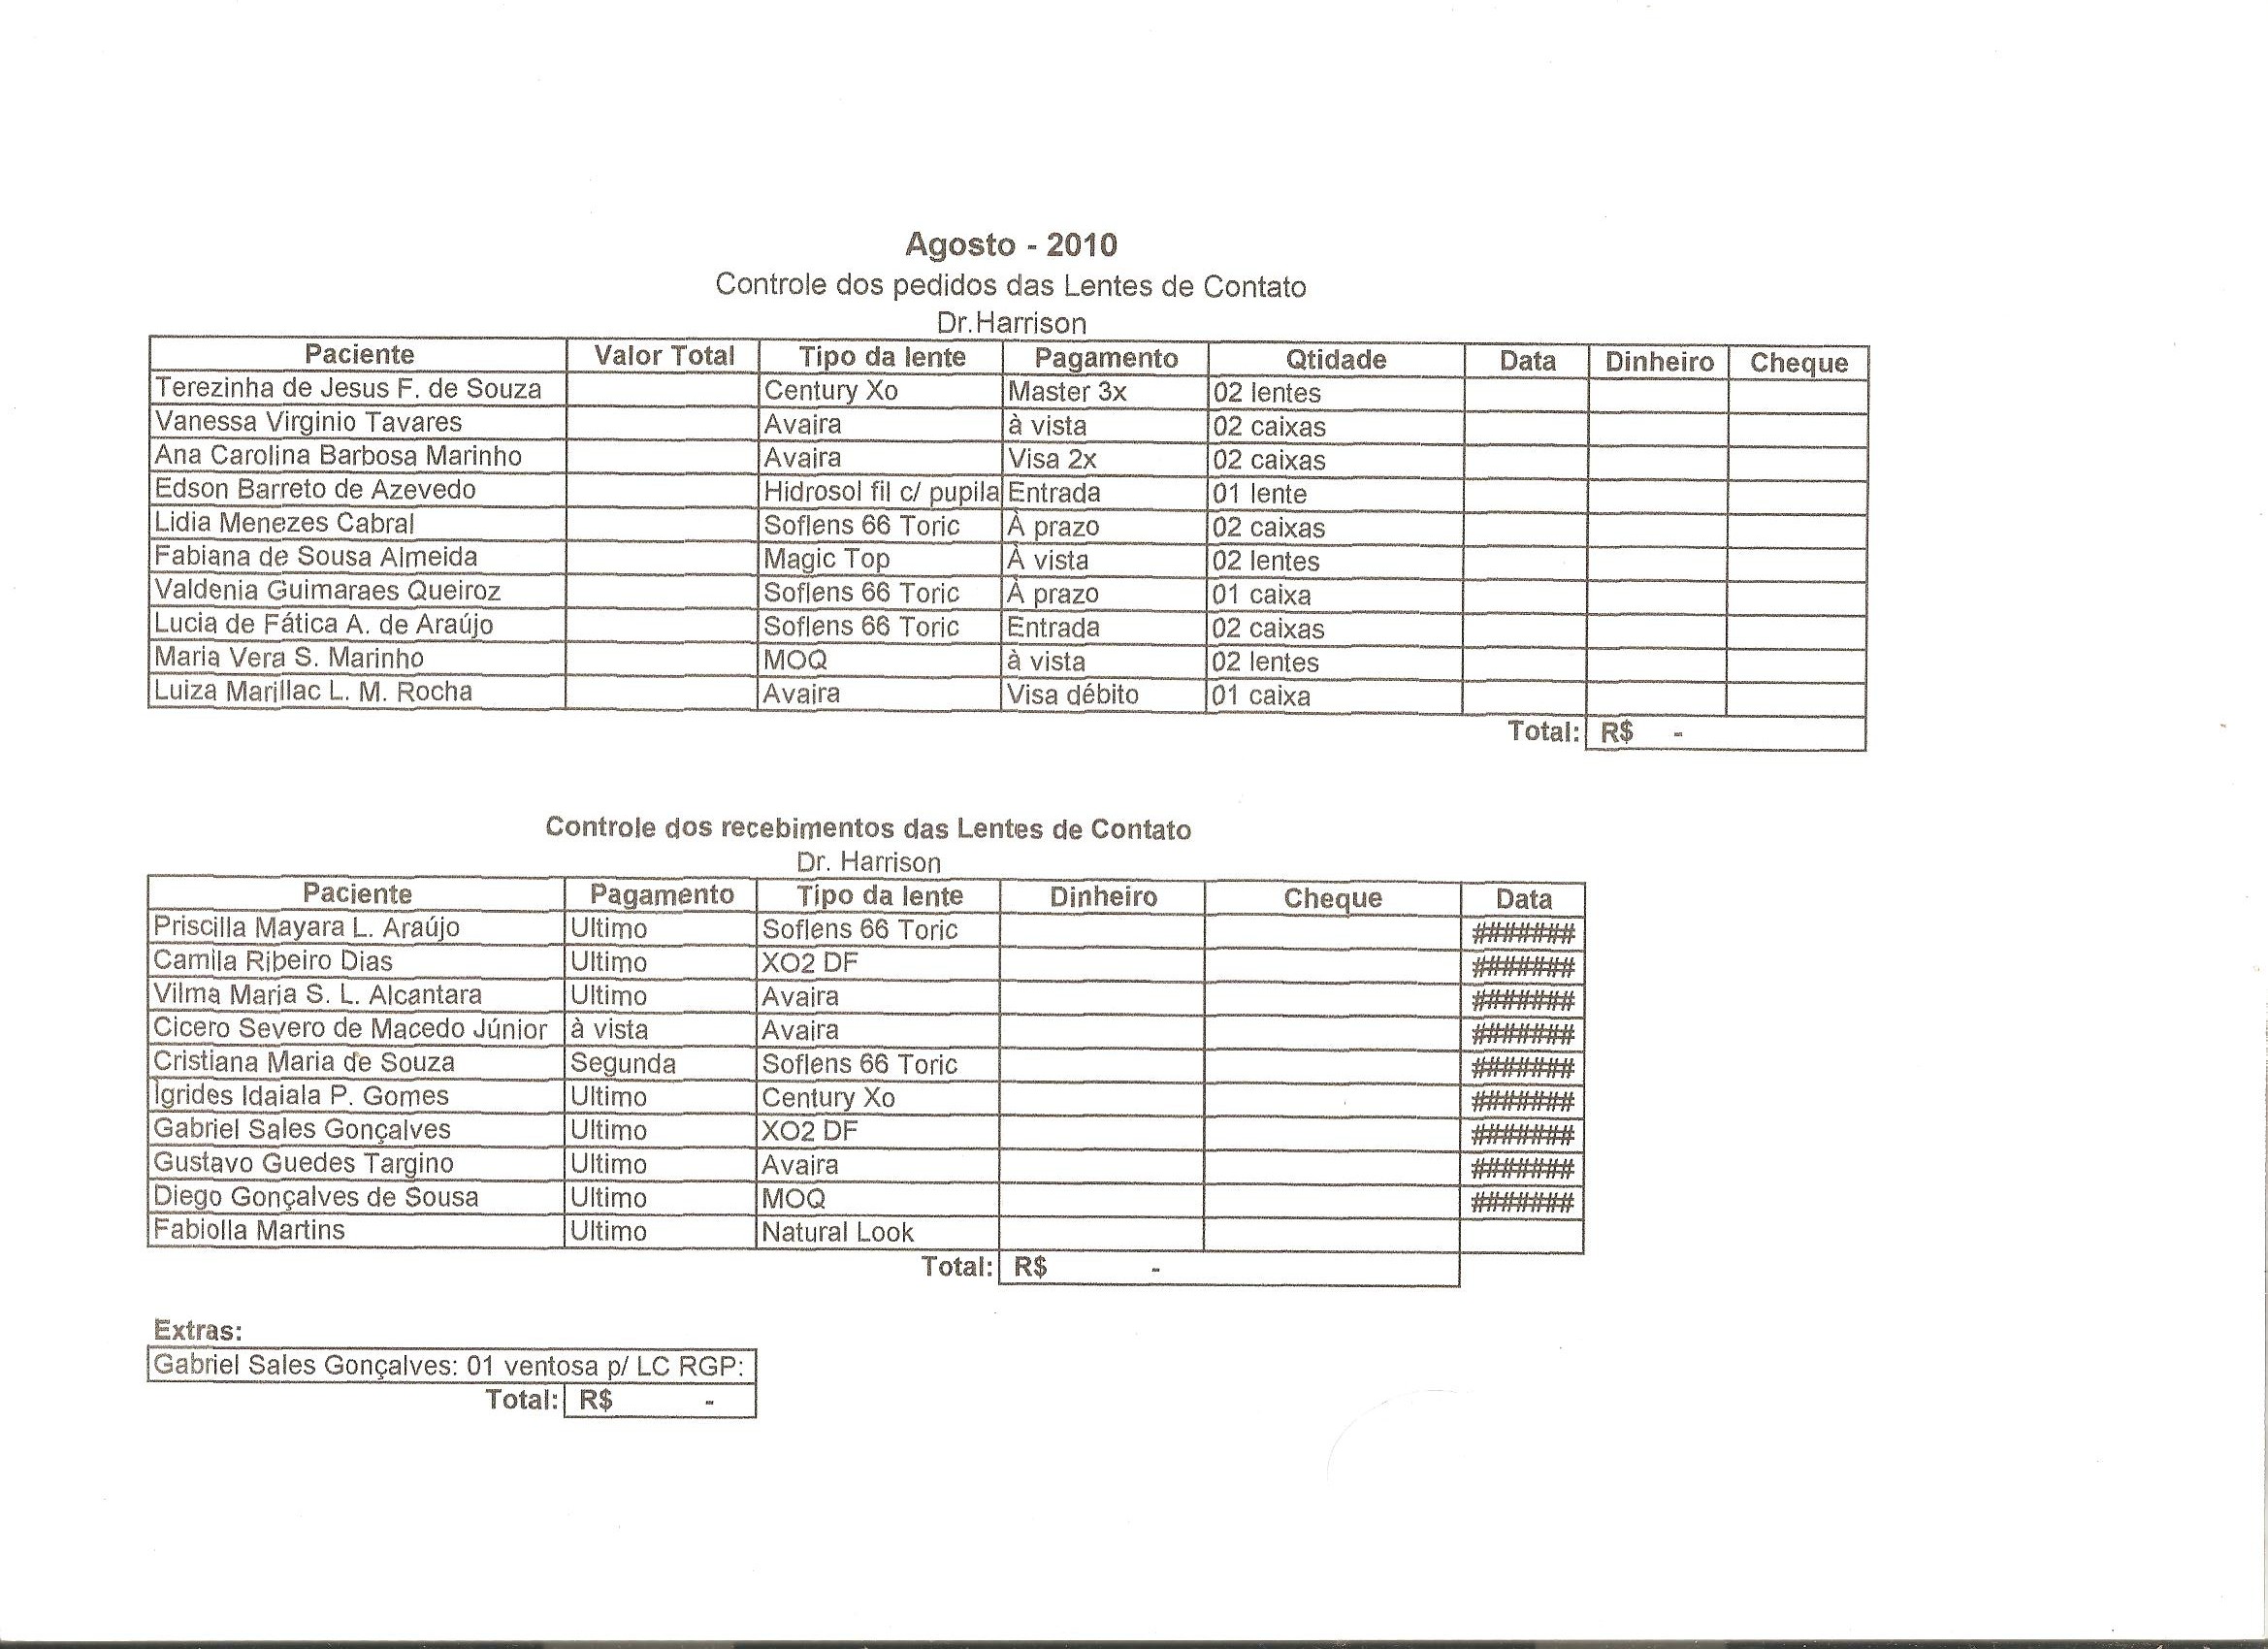 Agosto - 2010
Controle dos pedidos das Lentes de Contato
Dr.Harrison
Paciente Valor Total Tipo da lente Pagamento Qtidade Data Dinheiro Cheque
Terezinha de Jesus F. de Souza Century Xo Master 3x 02 lentes
Vanessa Virginio Tavares Avaira à vista 02 caixas
Ana Carolina Barbosa Marinho Avaira Visa 2x 02 caixas
Edson Barreto de Azevedo Hidrosol fil c/ pupila Entrada 01 lente
Lidia Menezes Cabral Soflens 66 Toric À prazo 02 caixas
Fabiana de Sousa Almeida Magic Top À vista 02 lentes
Valdenia Guimaraes Queiroz Soflens 66 Toric À prazo 01 caixa
Lucia de Fática A. de Araújo Soflens 66 Toric Entrada 02 caixas
Maria Vera S. Marinho MOQ à vista 02 lentes
Luiza Marillac L. M. Rocha Avaira Visa débito 01 caixa
Total: R$ -
Controle dos recebimentos das Lentes de Contato
Dr. Harrison
Paciente Pagamento Tipo da lente Dinheiro Cheque Data
Priscilla Mayara L. Araújo Ultimo Soflens 66 Toric #######
Camila Ribeiro Dias Ultimo XO2 DF #######
Vilma Maria S. L. Alcantara Ultimo Avaira #######
Cicero Severo de Macedo Júnior à vista Avaira #######
Cristiana Maria de Souza Segunda Soflens 66 Toric #######
Ígrides Idaiala P. Gomes Ultimo Century Xo #######
Gabriel Sales Gonçalves Ultimo XO2 DF #######
Gustavo Guedes Targino Ultimo Avaira #######
Diego Gonçalves de Sousa Ultimo MOQ #######
Fabiolla Martins Ultimo Natural Look
Total: R$ -
Extras:
Gabriel Sales Gonçalves: 01 ventosa p/ LC RGP:
Total: R$ -